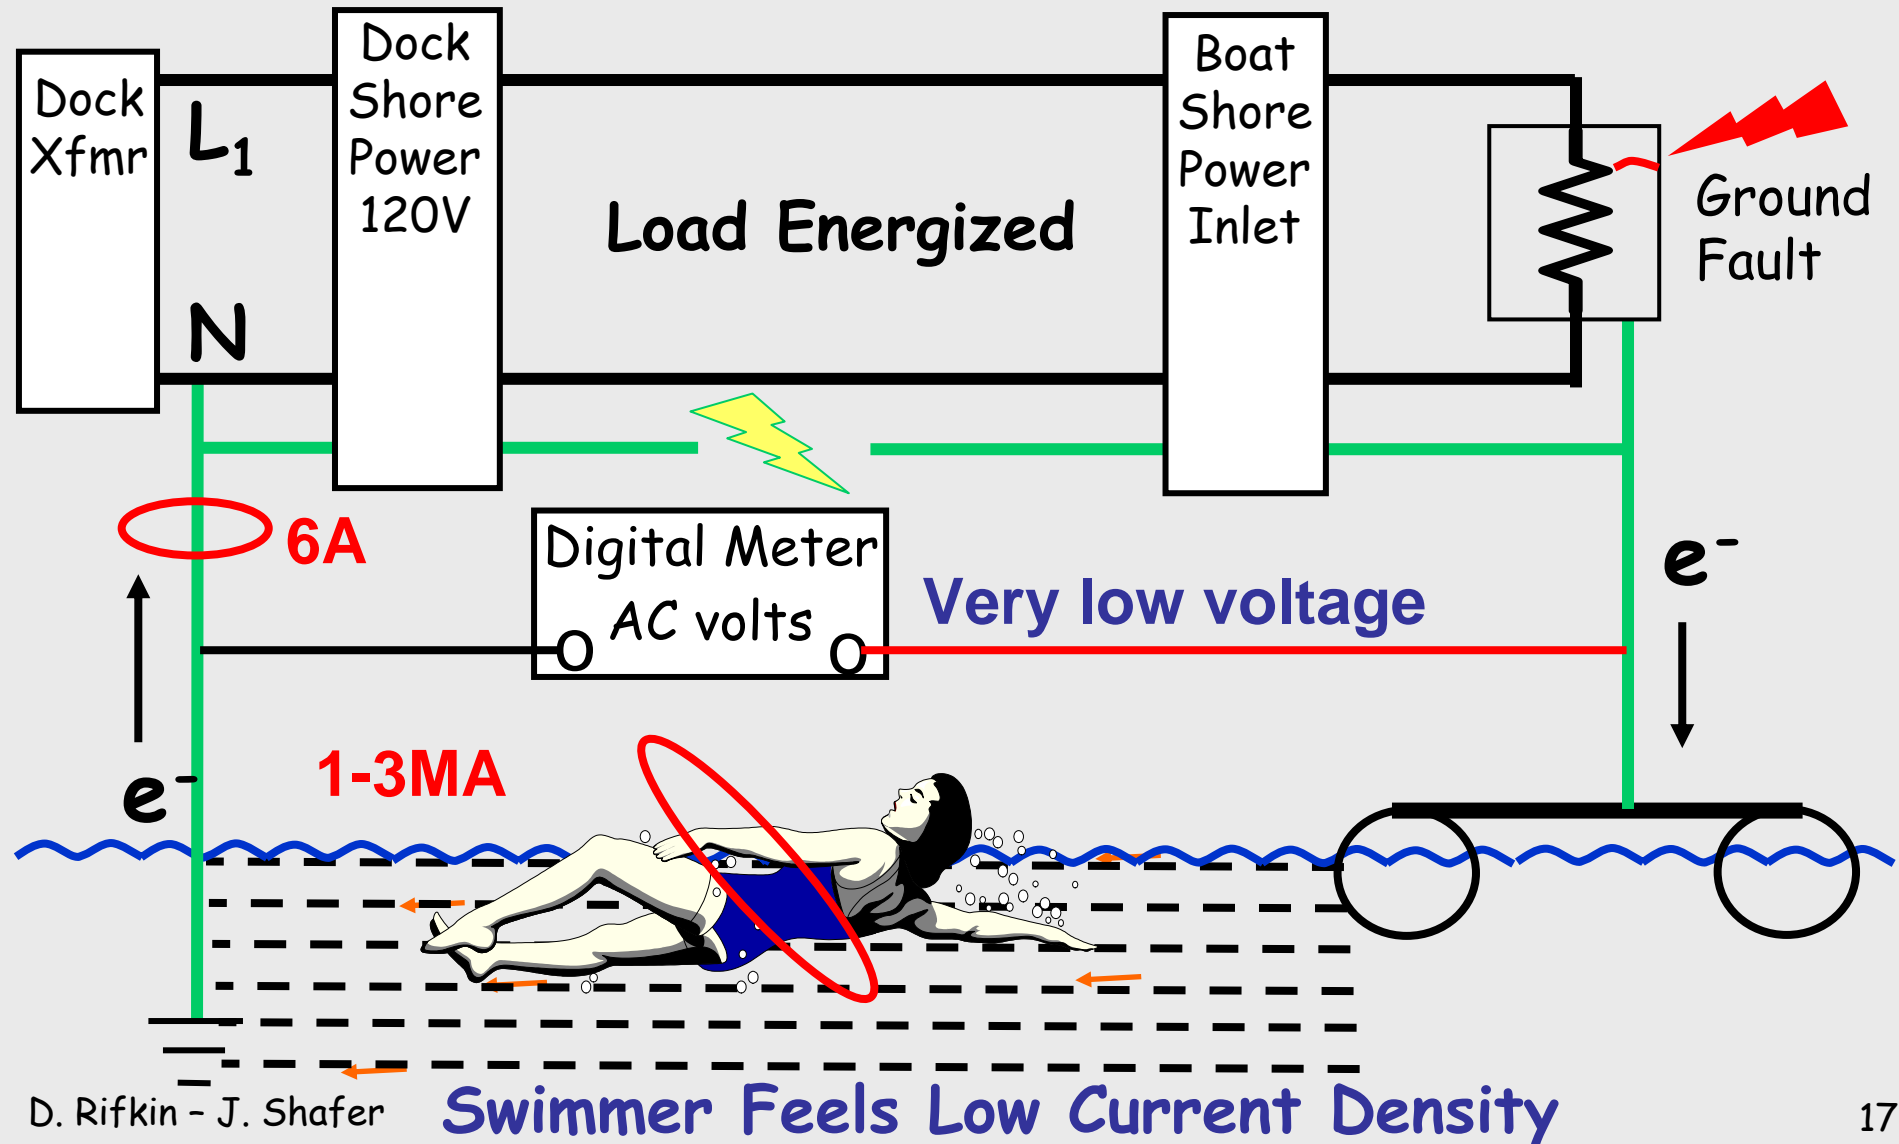 Dock
Xfmr
L1
N
Dock
Shore
Power
120V
Load Energized
Boat
Shore
Power
Inlet
Ground
Fault
6A
Digital Meter
AC volts
Very low voltage
e-
e-
1-3MA
D. Rifkin – J. Shafer
Swimmer Feels Low Current Density
17